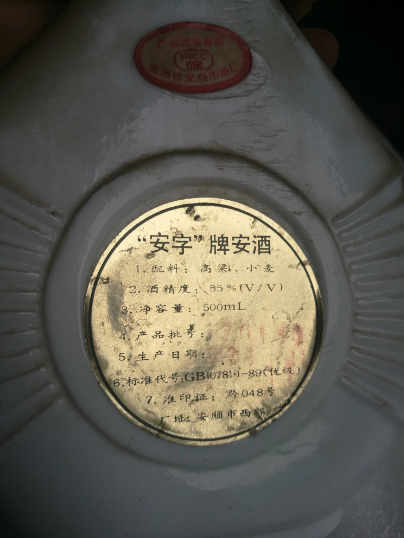 PICC
“安字”牌安酒
1. 配料：高粱、小麦
2. 酒精度：55%(V/V)
3. 净容量：500mL
4. 产品批号：
5. 生产日期：
6. 标准代号：GB10781·1-89(优级)
7. 准印证：黔048号
厂址：安顺市西郊